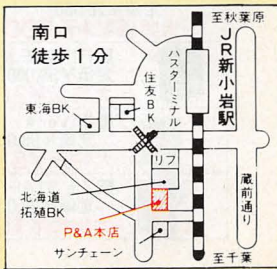 南口
徒歩1分
至秋葉原
JR新小岩駅
バスターミナル
住友BK
東海BK
リフ
北海道
拓殖BK
蔵前通り
P&A本店
サンチェーン
至千葉